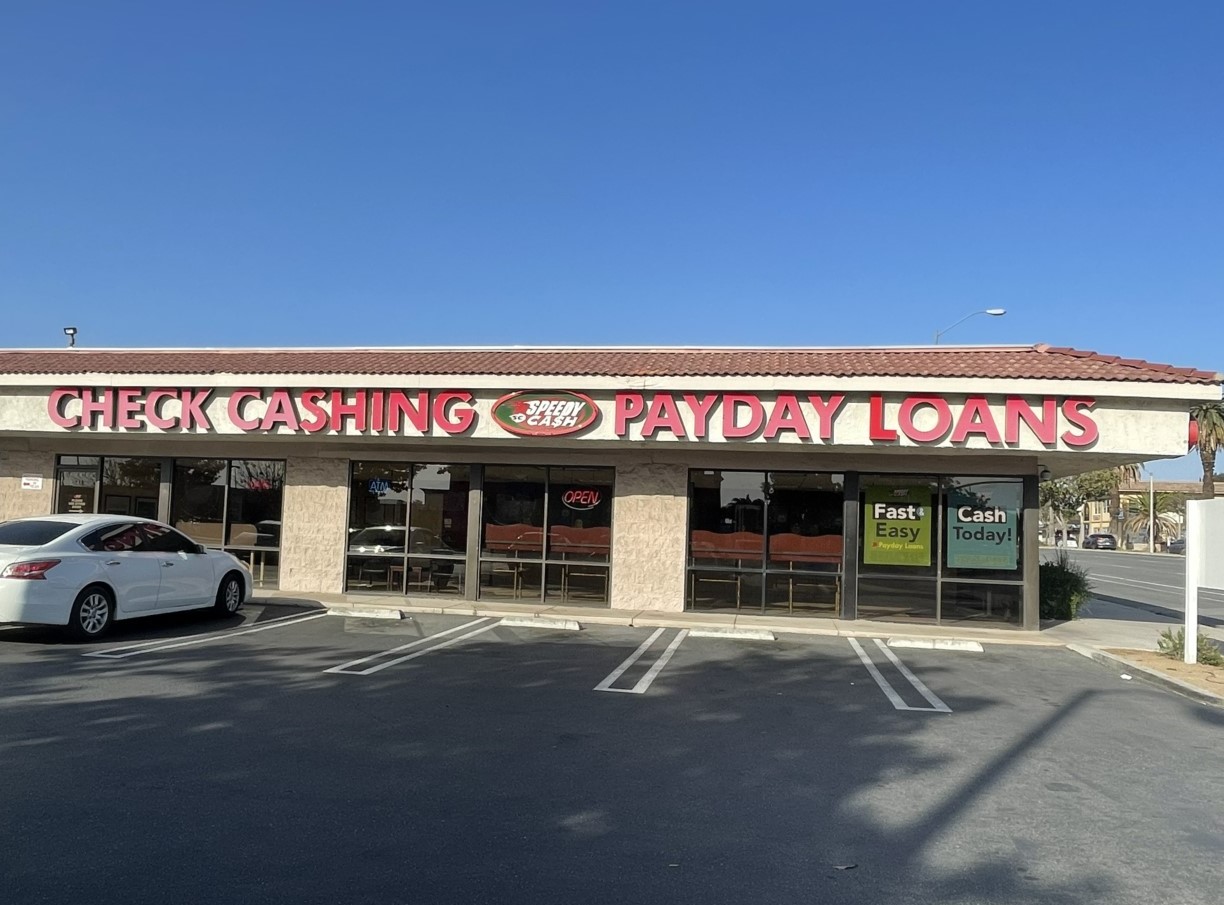 CHECK CASHING
SPEEDY
CASH
PAYDAY LOANS
ATM
OPEN
Fast &
Easy
Payday Loans
Cash
Today!